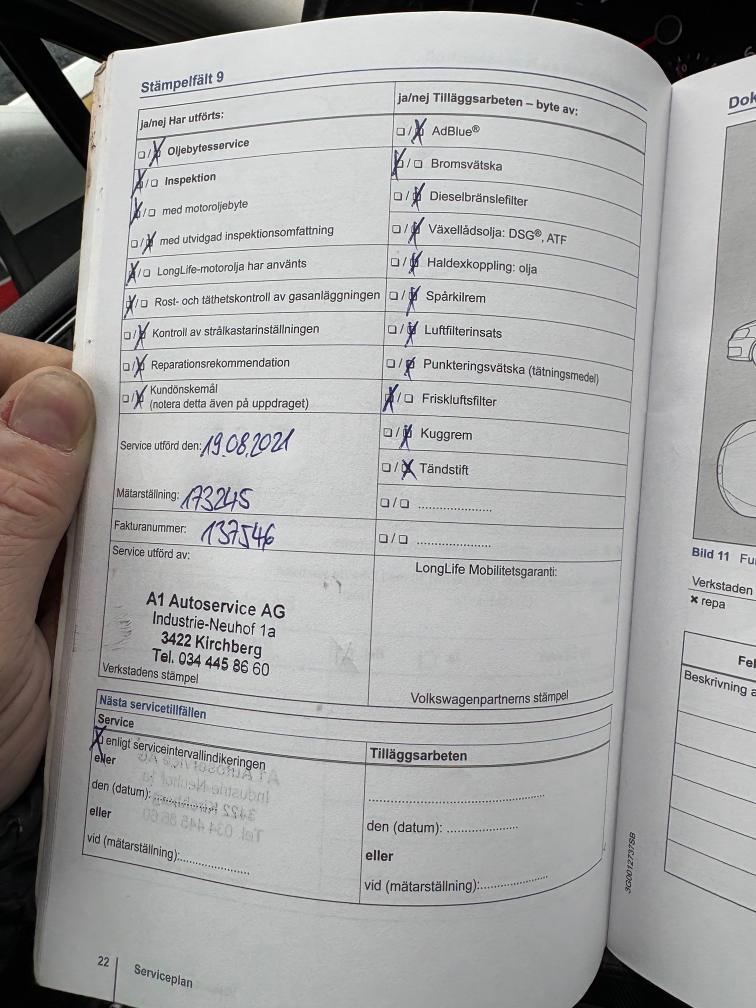 Stämpelfält 9
ja/nej Har utförts:
☐/☒ Oljebytesservice
☒/☐ Inspektion
☒/☐ med motoroljebyte
☐/☒ med utvidgad inspektionsomfattning
☒/☐ LongLife-motorolja har använts
☒/☐ Rost- och täthetskontroll av gasanläggningen
☐/☒ Kontroll av strålkastarinställningen
☐/☒ Reparationsrekommendation
☐/☒ Kundönskemål
(notera detta även på uppdraget)
Service utförd den: 19.08.2021
Mätarställning: 173245
Fakturanummer: 137546
Service utförd av:
A1 Autoservice AG
Industrie-Neuhof 1a
3422 Kirchberg
Tel. 034 445 86 60
Verkstadens stämpel
ja/nej Tilläggsarbeten – byte av:
☐/☒ AdBlue®
☒/☐ Bromsvätska
☐/☒ Dieselbränslefilter
☐/☒ Växellådsolja: DSG®, ATF
☐/☒ Haldexkoppling: olja
☐/☒ Spårkilrem
☐/☒ Luftfilterinsats
☐/☒ Punkteringsvätska (tätningsmedel)
☒/☐ Friskluftsfilter
☐/☒ Kuggrem
☐/☒ Tändstift
☐/☐ ....................
☐/☐ ....................
LongLife Mobilitetsgaranti:
Volkswagenpartnerns stämpel
Nästa servicetillfällen
Service
☒ enligt serviceintervallindikeringen
eller
den (datum):....................
eller
vid (mätarställning):....................
Tilläggsarbeten
........................................
den (datum): ....................
eller
vid (mätarställning):....................
22 Serviceplan
3G0012737SB
Dok
Bild 11 Fu
Verkstaden
✖ repa
Fel
Beskrivning a